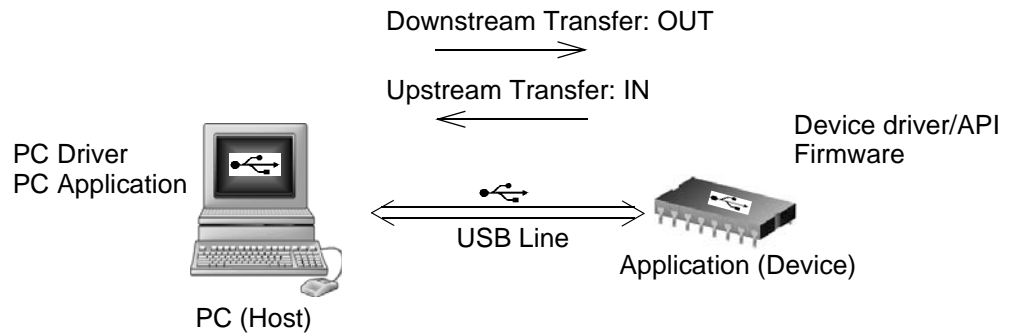 Downstream Transfer: OUT
Upstream Transfer: IN
Device driver/API
Firmware
PC Driver
PC Application
USB Line
Application (Device)
PC (Host)